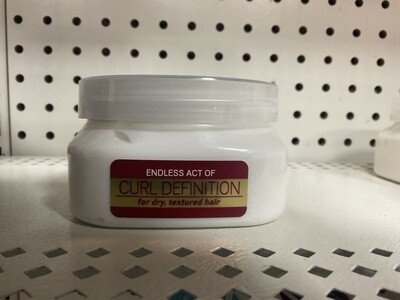 ENDLESS ACT OF
CURL DEFINITION
for dry, textured hair